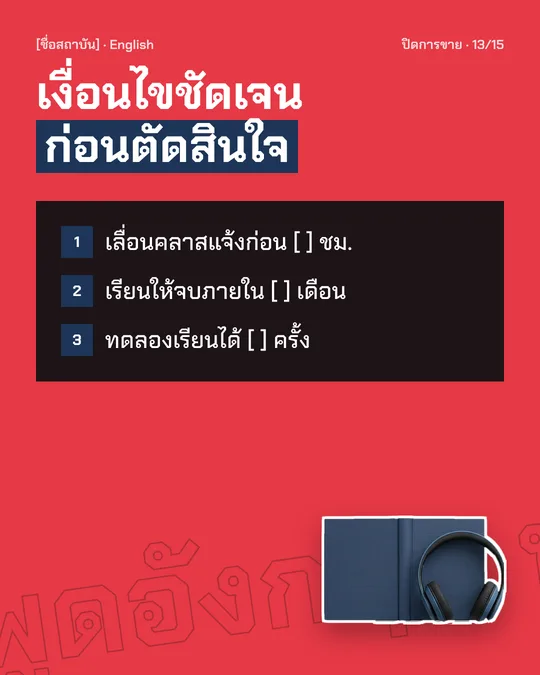 [ชื่อสถาบัน] · English
ปิดการขาย · 13/15
เงื่อนไขชัดเจน
ก่อนตัดสินใจ
1 เลื่อนคลาสแจ้งก่อน [ ] ชม.
2 เรียนให้จบภายใน [ ] เดือน
3 ทดลองเรียนได้ [ ] ครั้ง
พูดอังก